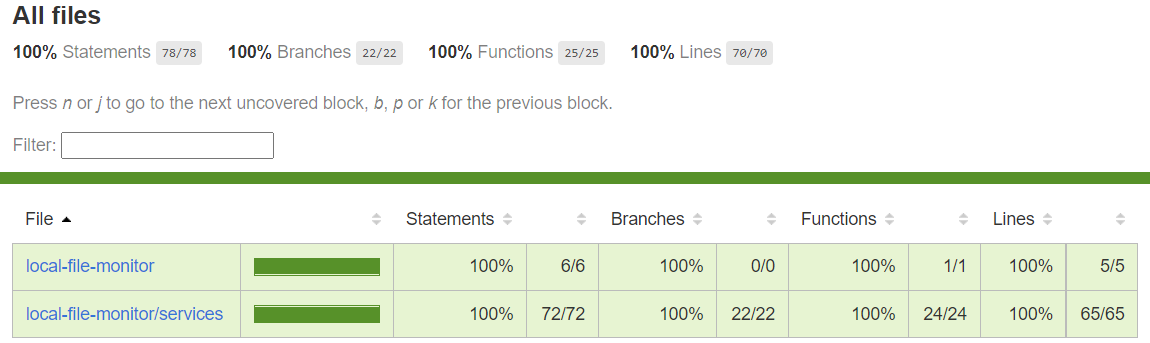 All files
100% Statements 78/78 100% Branches 22/22 100% Functions 25/25 100% Lines 70/70
Press n or j to go to the next uncovered block, b, p or k for the previous block.
Filter:
File Statements Branches Functions Lines
local-file-monitor 100% 6/6 100% 0/0 100% 1/1 100% 5/5
local-file-monitor/services 100% 72/72 100% 22/22 100% 24/24 100% 65/65